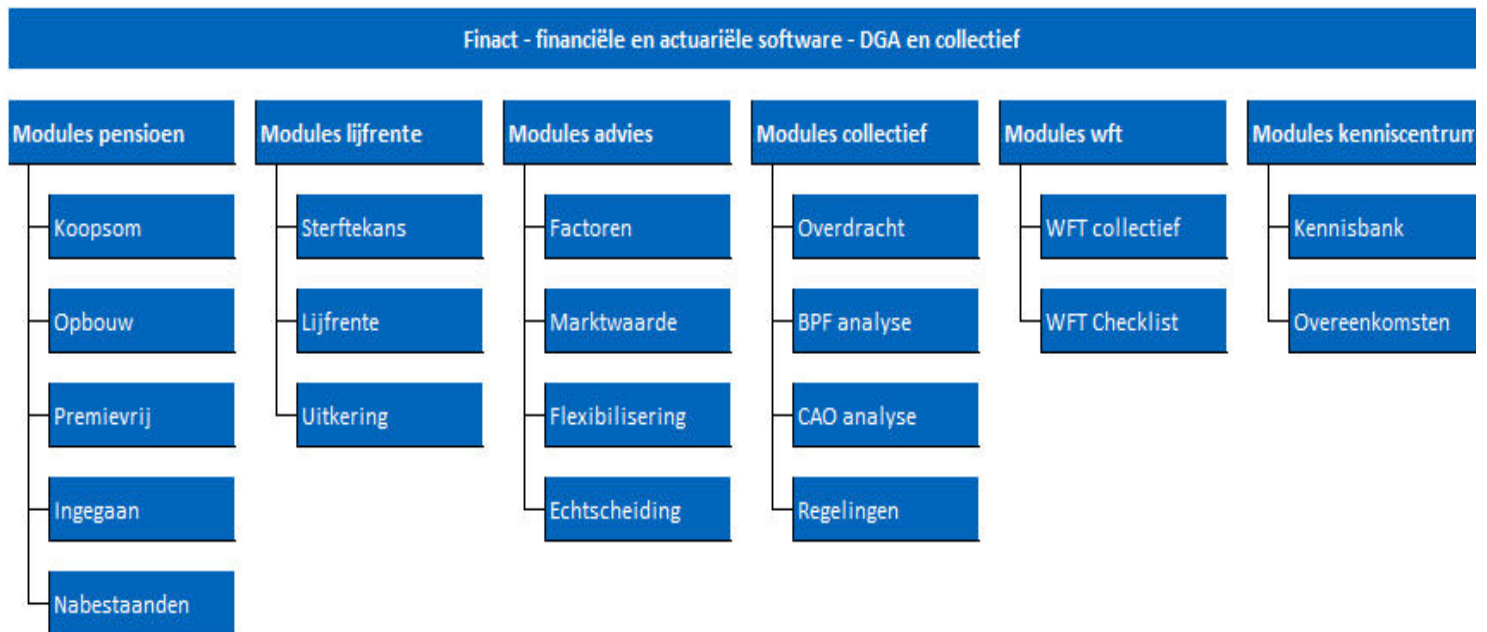 Finact - financiële en actuariële software - DGA en collectief
Modules pensioen
Koopsom
Opbouw
Premievrij
Ingegaan
Nabestaanden
Modules lijfrente
Sterftekans
Lijfrente
Uitkering
Modules advies
Factoren
Marktwaarde
Flexibilisering
Echtscheiding
Modules collectief
Overdracht
BPF analyse
CAO analyse
Regelingen
Modules wft
WFT collectief
WFT Checklist
Modules kenniscentrum
Kennisbank
Overeenkomsten